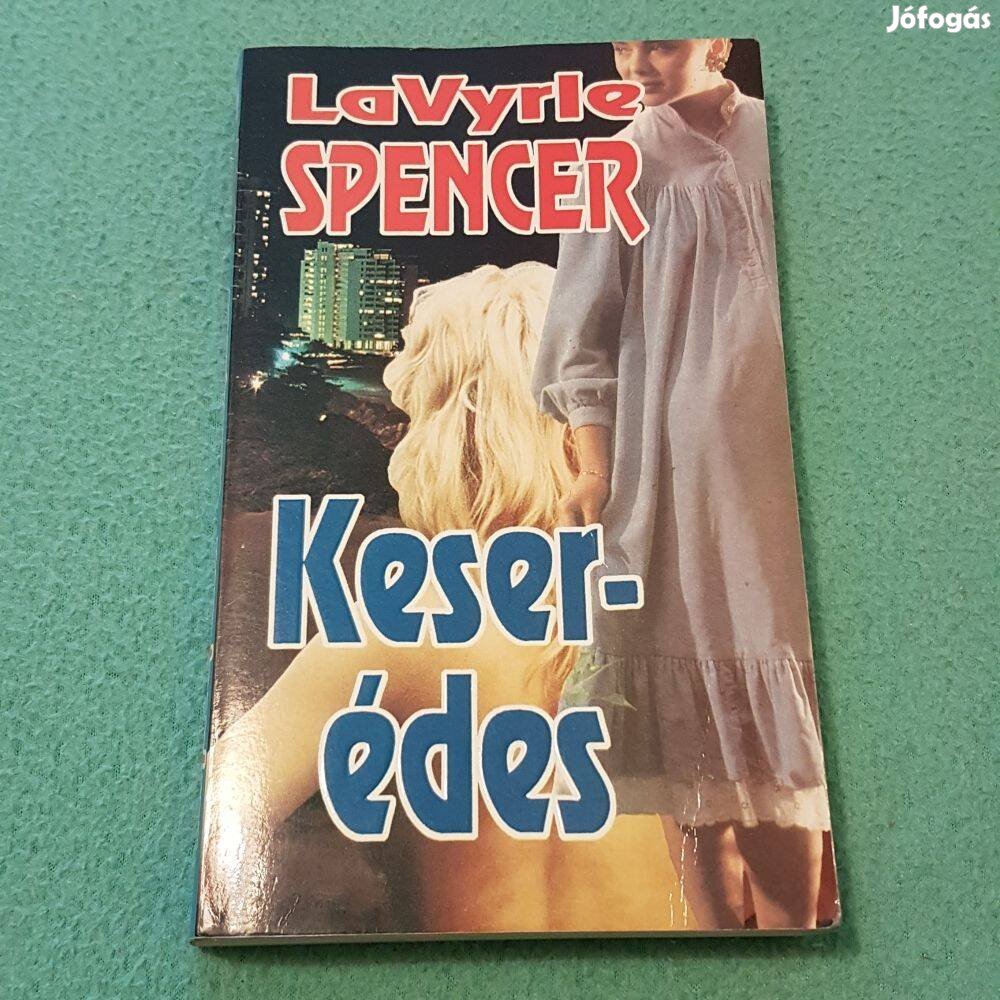 Jófogás
LaVyrle
SPENCER
Keser-
édes